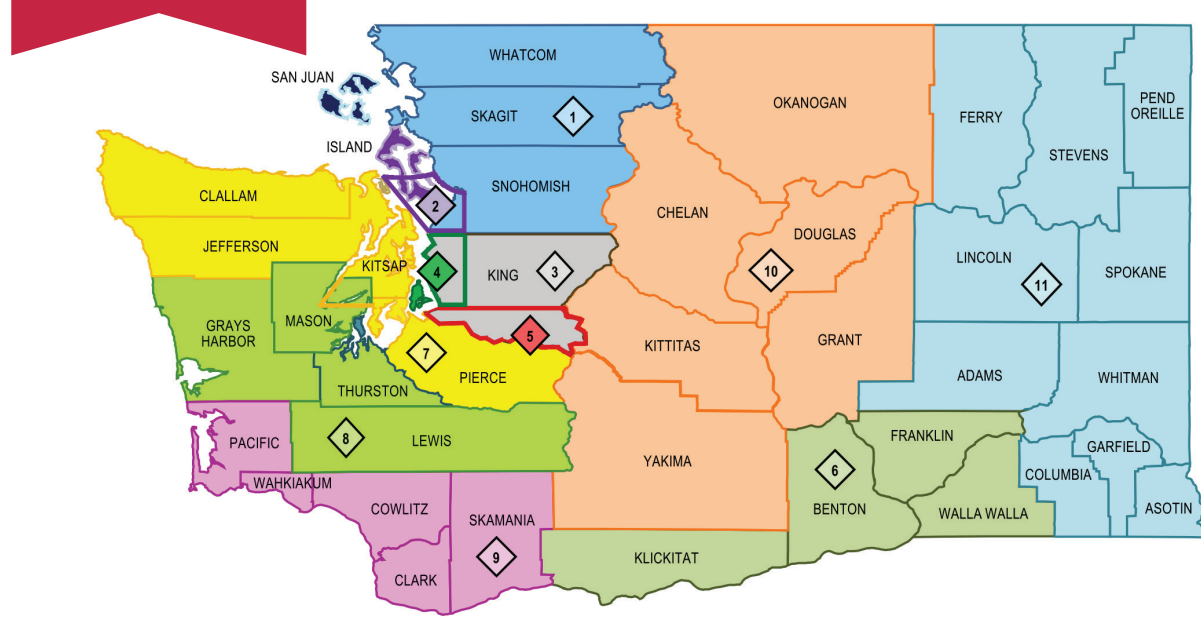 WHATCOM
SAN JUAN
OKANOGAN
PEND
OREILLE
SKAGIT
1
FERRY
ISLAND
STEVENS
SNOHOMISH
CLALLAM
2
CHELAN
DOUGLAS
JEFFERSON
KITSAP
4
KING
3
10
LINCOLN
11
SPOKANE
GRAYS
HARBOR
MASON
5
KITTITAS
GRANT
7
PIERCE
ADAMS
WHITMAN
THURSTON
PACIFIC
8
LEWIS
FRANKLIN
GARFIELD
YAKIMA
6
COLUMBIA
WAHKIAKUM
COWLITZ
SKAMANIA
BENTON
WALLA WALLA
ASOTIN
9
KLICKITAT
CLARK